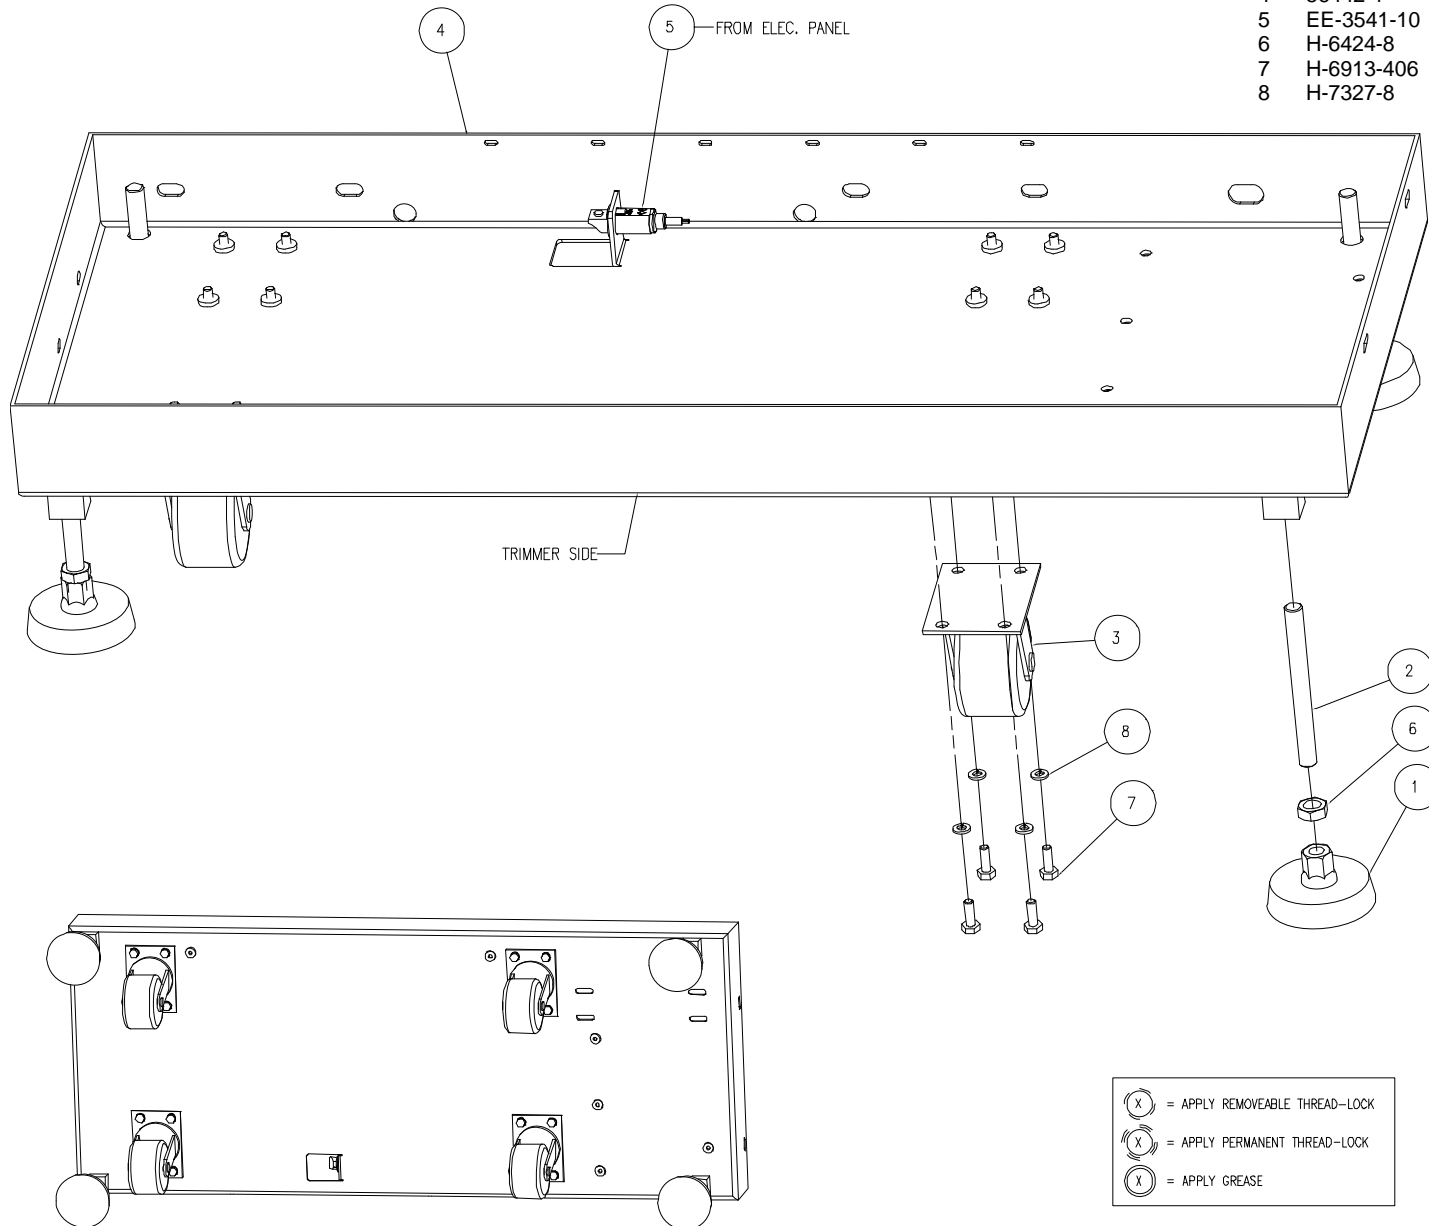 5 EE-3541-10
6 H-6424-8
7 H-6913-406
8 H-7327-8
4
5 FROM ELEC. PANEL
TRIMMER SIDE
3
2
6
8
1
7
X = APPLY REMOVEABLE THREAD-LOCK
X = APPLY PERMANENT THREAD-LOCK
X = APPLY GREASE